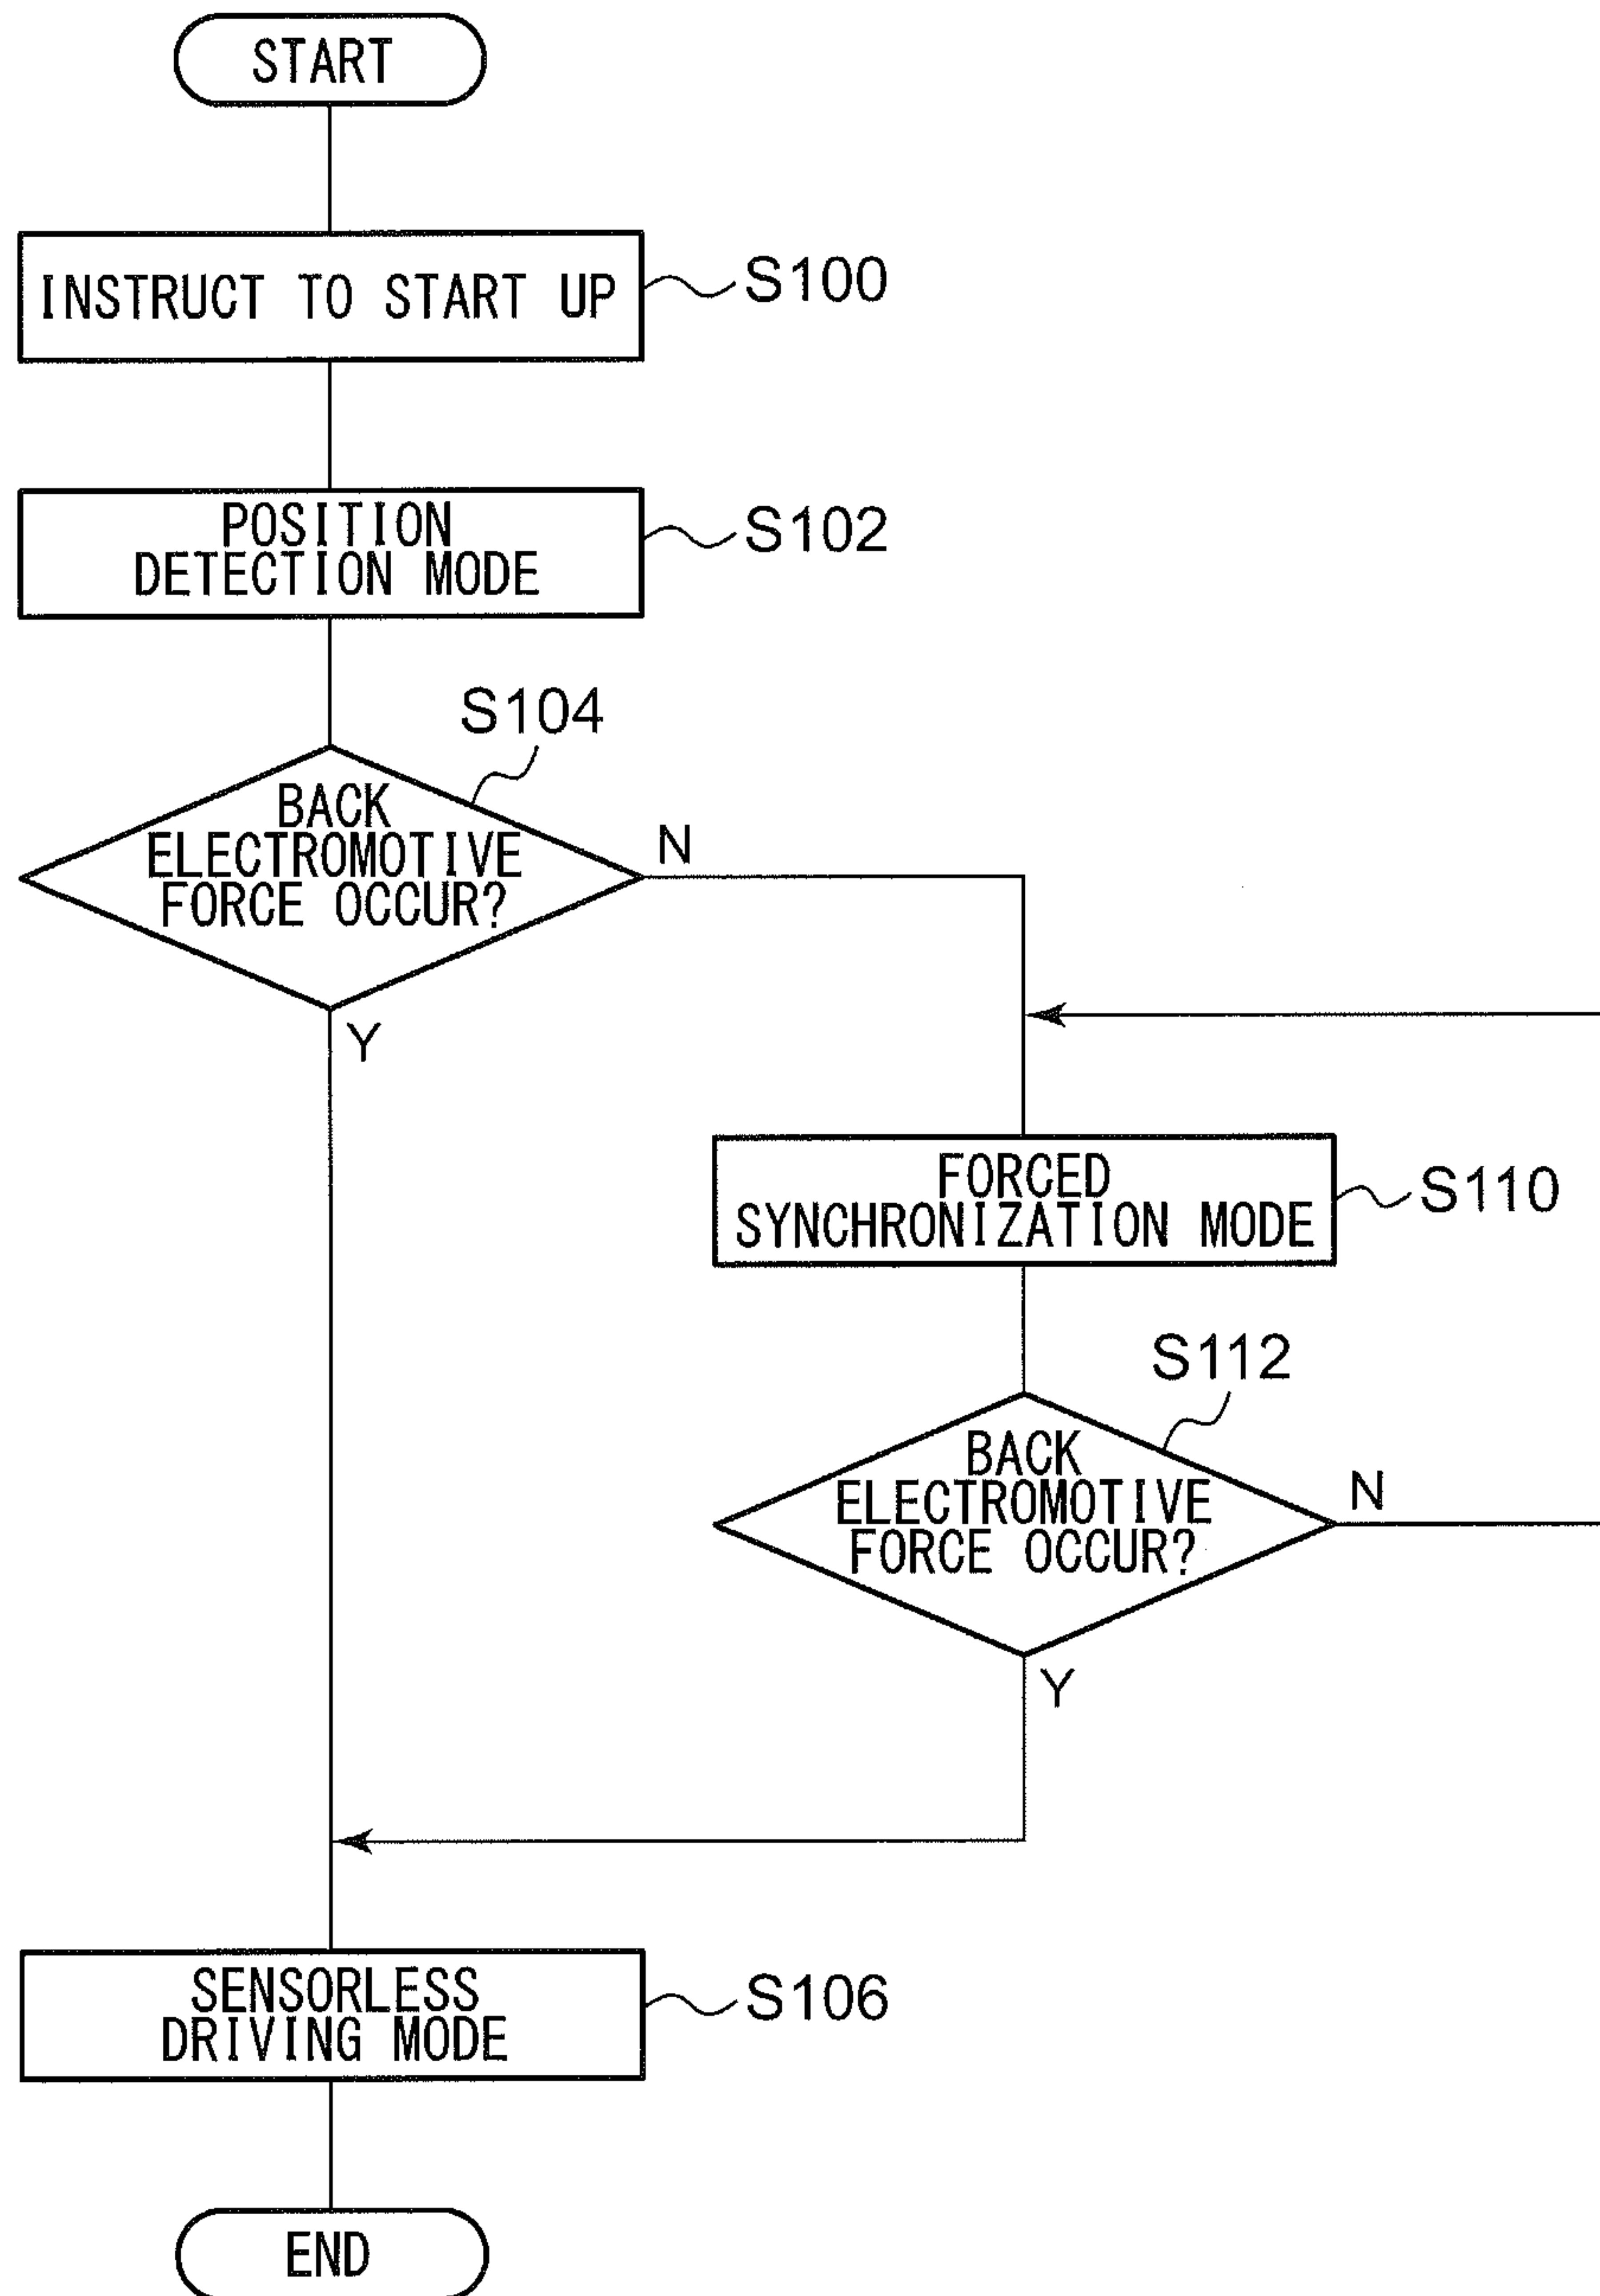 START
INSTRUCT TO START UP
S100
POSITION
DETECTION MODE
S102
S104
BACK
ELECTROMOTIVE
FORCE OCCUR?
N
Y
FORCED
SYNCHRONIZATION MODE
S110
S112
BACK
ELECTROMOTIVE
FORCE OCCUR?
N
Y
SENSORLESS
DRIVING MODE
S106
END